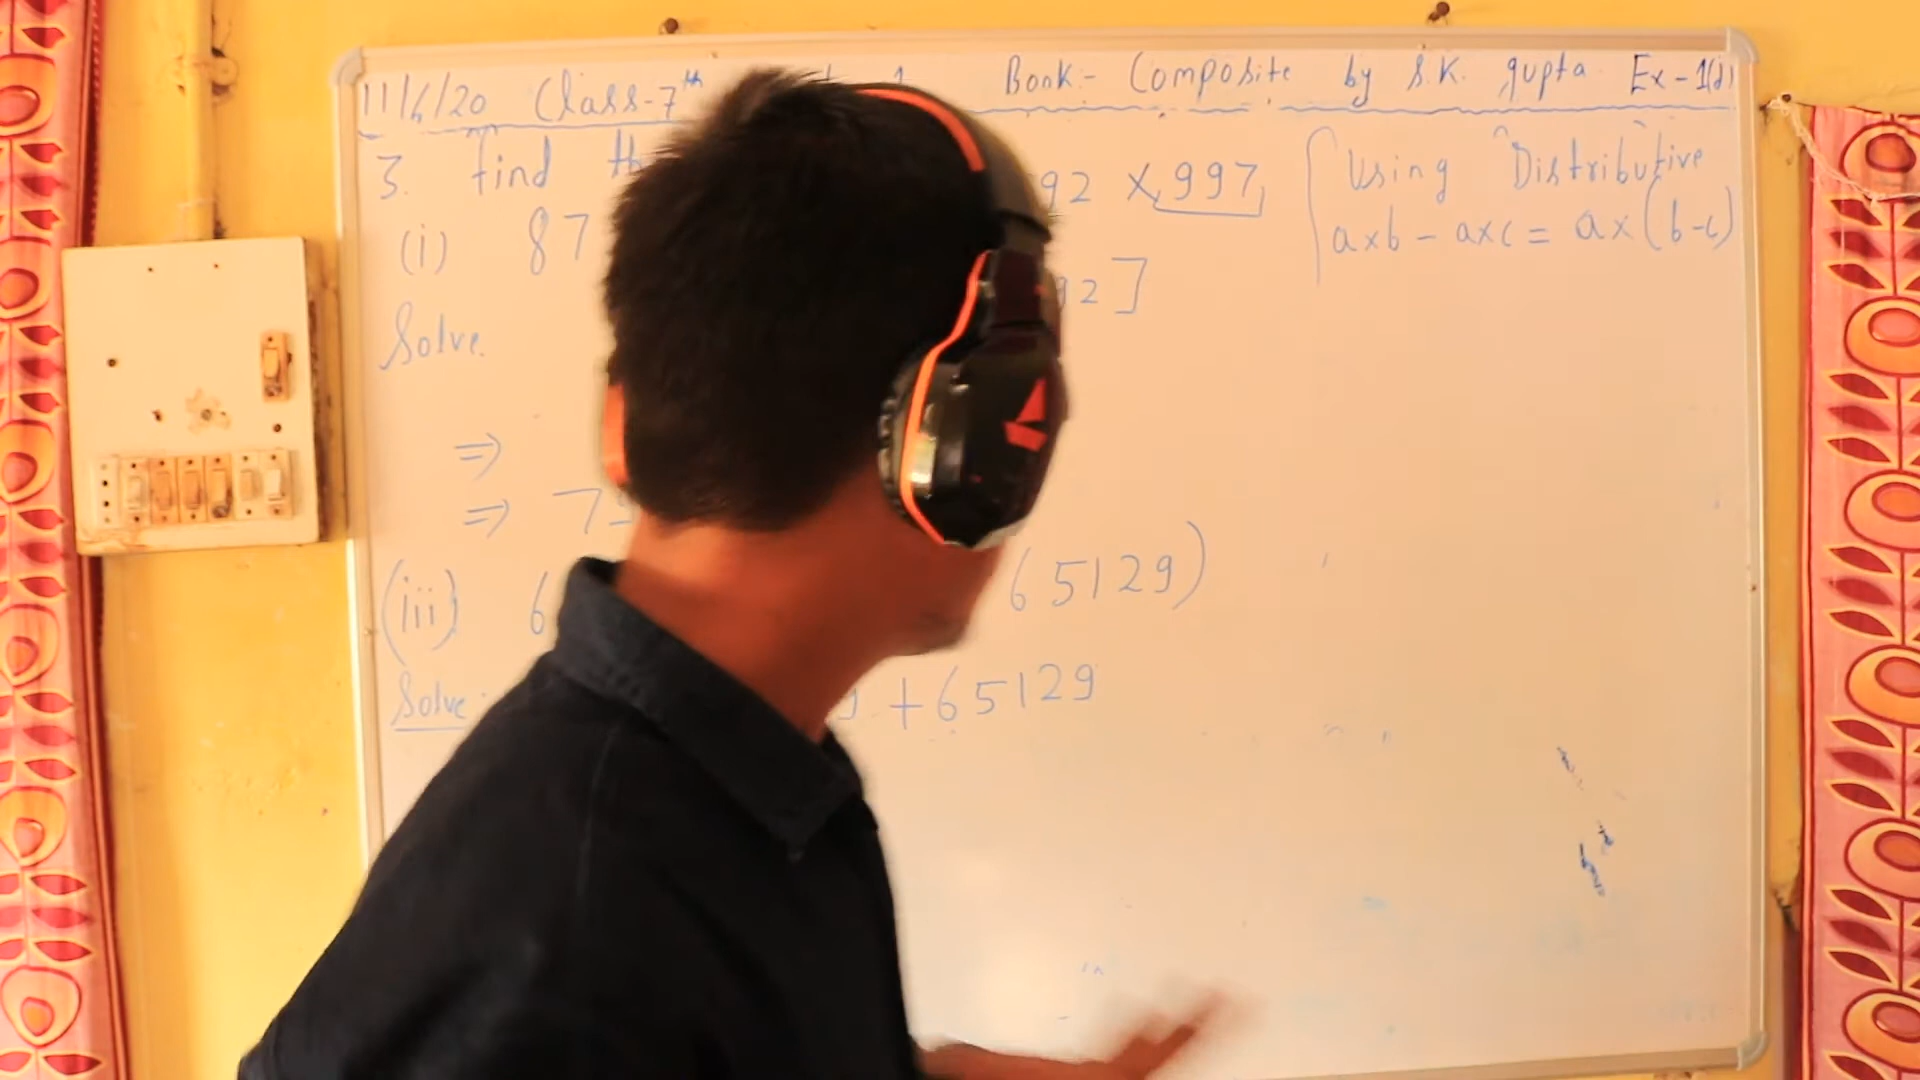 11/6/20 Class-7th Book:- Composite by S.K. gupta Ex-1(d)
3. find
(i) 87 92 × 997 Using Distributive
a×b - a×c = a×(b-c)
92]
Solve.
⇒
⇒ 7
(iii) 6 65129)
Solve: +65129